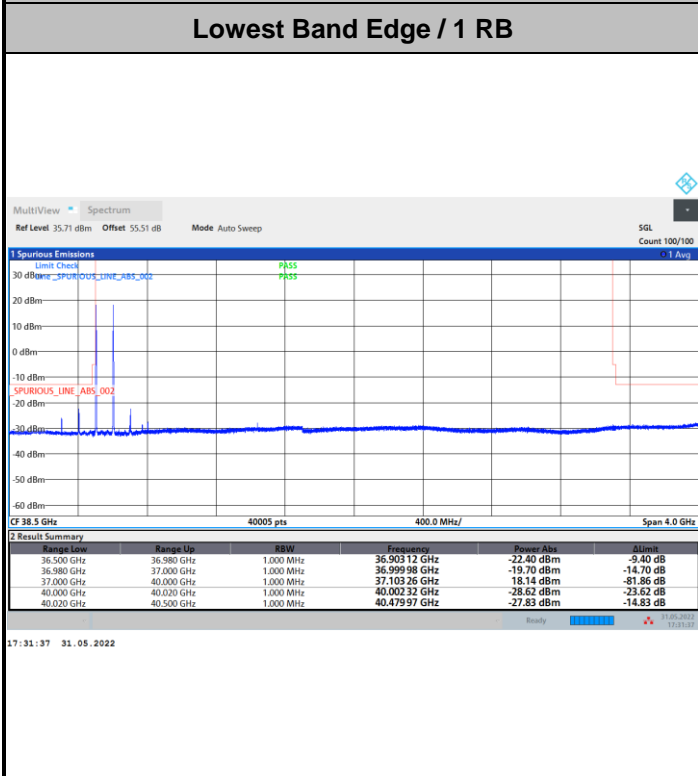 Lowest Band Edge / 1 RB
MultiView Spectrum
Ref Level 35.71 dBm Offset 55.51 dB Mode Auto Sweep SGL
Count 100/100
1 Spurious Emissions 1 Avg
Limit Check PASS
30 dBm _SPURIOUS_LINE_ABS_002 PASS
20 dBm
10 dBm
0 dBm
-10 dBm
_SPURIOUS_LINE_ABS_002
-20 dBm
-30 dBm
-40 dBm
-50 dBm
-60 dBm
CF 38.5 GHz 40005 pts 400.0 MHz/ Span 4.0 GHz
2 Result Summary
Range Low Range Up RBW Frequency Power Abs ΔLimit
36.500 GHz 36.980 GHz 1.000 MHz 36.903 12 GHz -22.40 dBm -9.40 dB
36.980 GHz 37.000 GHz 1.000 MHz 36.999 98 GHz -19.70 dBm -14.70 dB
37.000 GHz 40.000 GHz 1.000 MHz 37.103 26 GHz 18.14 dBm -81.86 dB
40.000 GHz 40.020 GHz 1.000 MHz 40.002 32 GHz -28.62 dBm -23.62 dB
40.020 GHz 40.500 GHz 1.000 MHz 40.479 97 GHz -27.83 dBm -14.83 dB
Ready 31.05.2022
17:31:37
17:31:37 31.05.2022